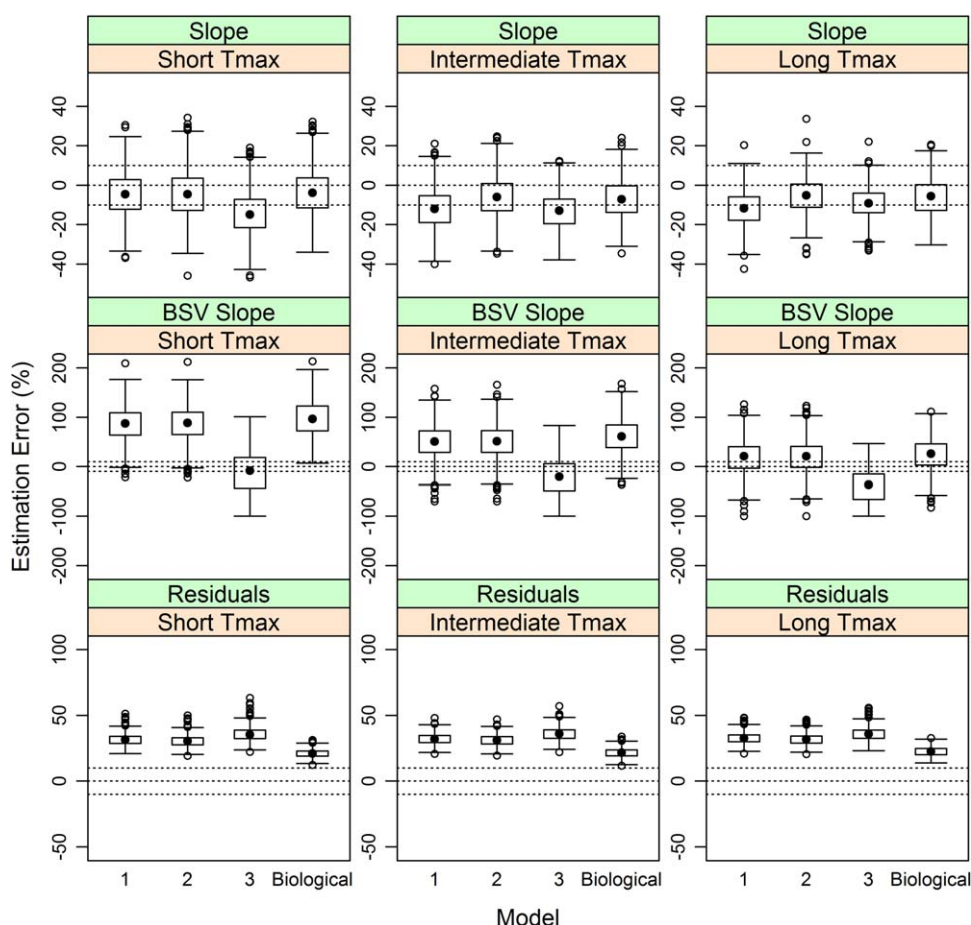 Slope Slope Slope
Short Tmax Intermediate Tmax Long Tmax
40 40 40
20 20 20
0 0 0
-20 -20 -20
-40 -40 -40
BSV Slope BSV Slope BSV Slope
Short Tmax Intermediate Tmax Long Tmax
200 200 200
100 100 100
0 0 0
-100 -100 -100
-200 -200 -200
Estimation Error (%)
Residuals Residuals Residuals
Short Tmax Intermediate Tmax Long Tmax
100 100 100
50 50 50
0 0 0
-50 -50 -50
1 2 3 Biological 1 2 3 Biological 1 2 3 Biological
Model